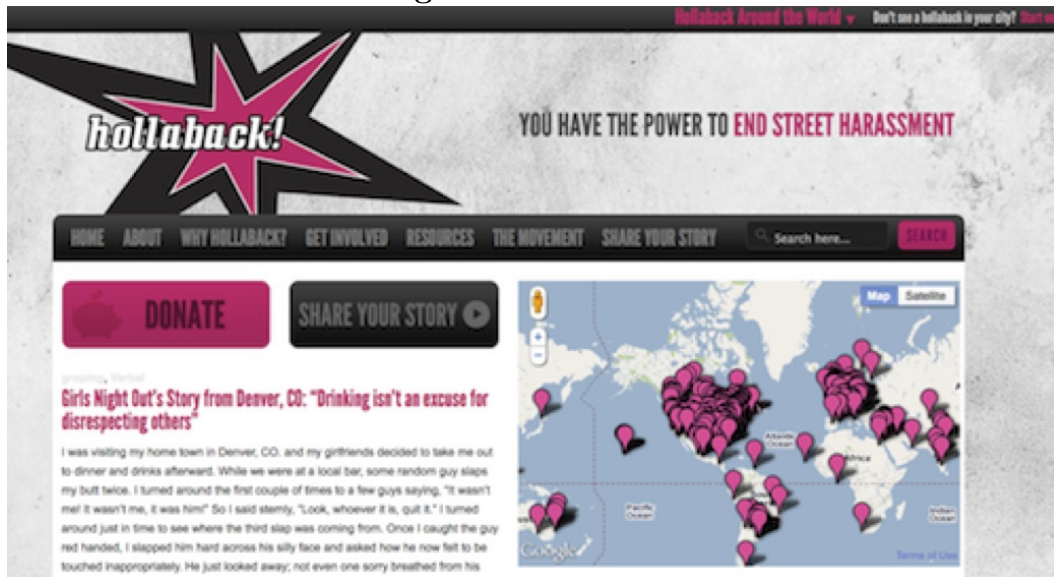 Hollaback Around the World
Don't see a hollaback in your city? Start
hollaback!
YOU HAVE THE POWER TO END STREET HARASSMENT
HOME ABOUT WHY HOLLABACK? GET INVOLVED RESOURCES THE MOVEMENT SHARE YOUR STORY Search here... SEARCH
DONATE
SHARE YOUR STORY
groping, Verbal
Girls Night Out's Story from Denver, CO: "Drinking isn't an excuse for
disrespecting others"
I was visiting my home town in Denver, CO. and my girlfriends decided to take me out
to dinner and drinks afterward. While we were at a local bar, some random guy slaps
my butt twice. I turned around the first couple of times to a few guys saying, "It wasn't
me! It wasn't me, it was him!" So I said sternly, "Look, whoever it is, quit it." I turned
around just in time to see where the third slap was coming from. Once I caught the guy
red handed, I slapped him hard across his silly face and asked how he now felt to be
touched inappropriately. He just looked away; not even one sorry breathed from his
Map Satellite
Atlantic
Ocean
Africa
Pacific
Ocean
Indian
Ocean
Google
Terms of Use